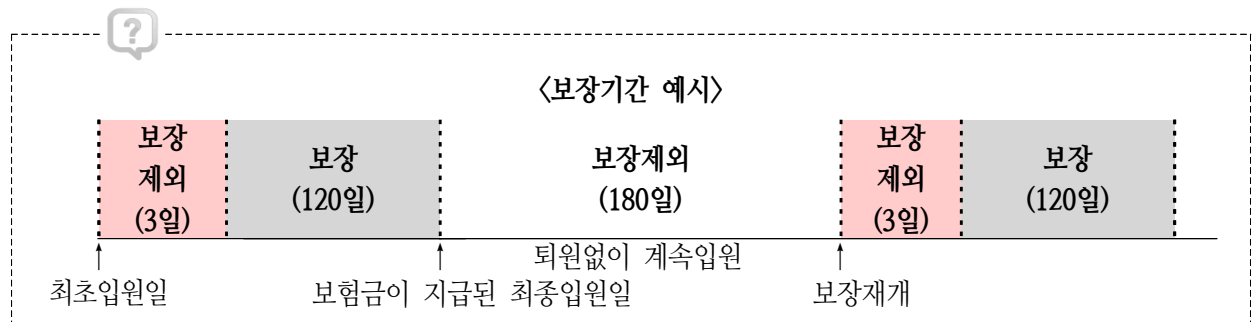 ?
<보장기간 예시>
보장
제외
(3일)
보장
(120일)
보장제외
(180일)
보장
제외
(3일)
보장
(120일)
퇴원없이 계속입원
최초입원일
보험금이 지급된 최종입원일
보장재개